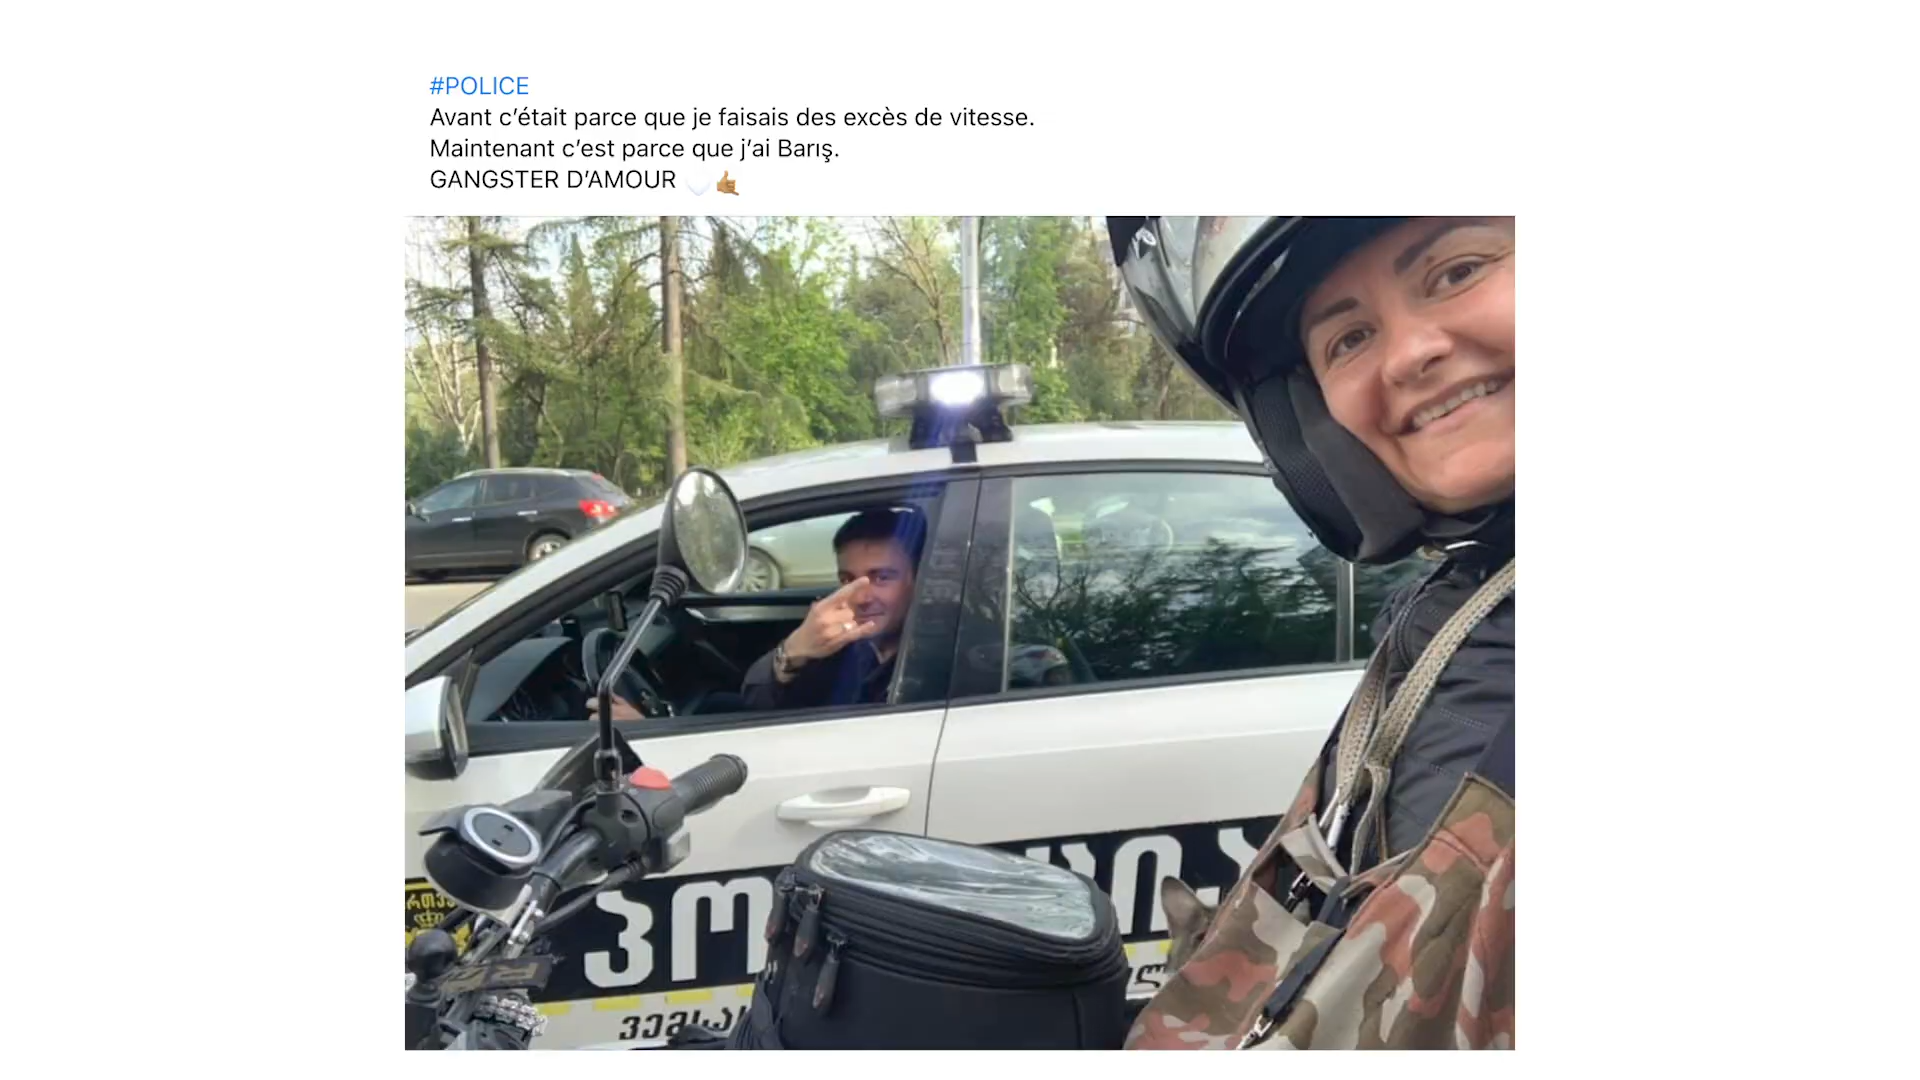 #POLICE
Avant c’était parce que je faisais des excès de vitesse.
Maintenant c’est parce que j’ai Barış.
GANGSTER D’AMOUR 🤍🤙🏽